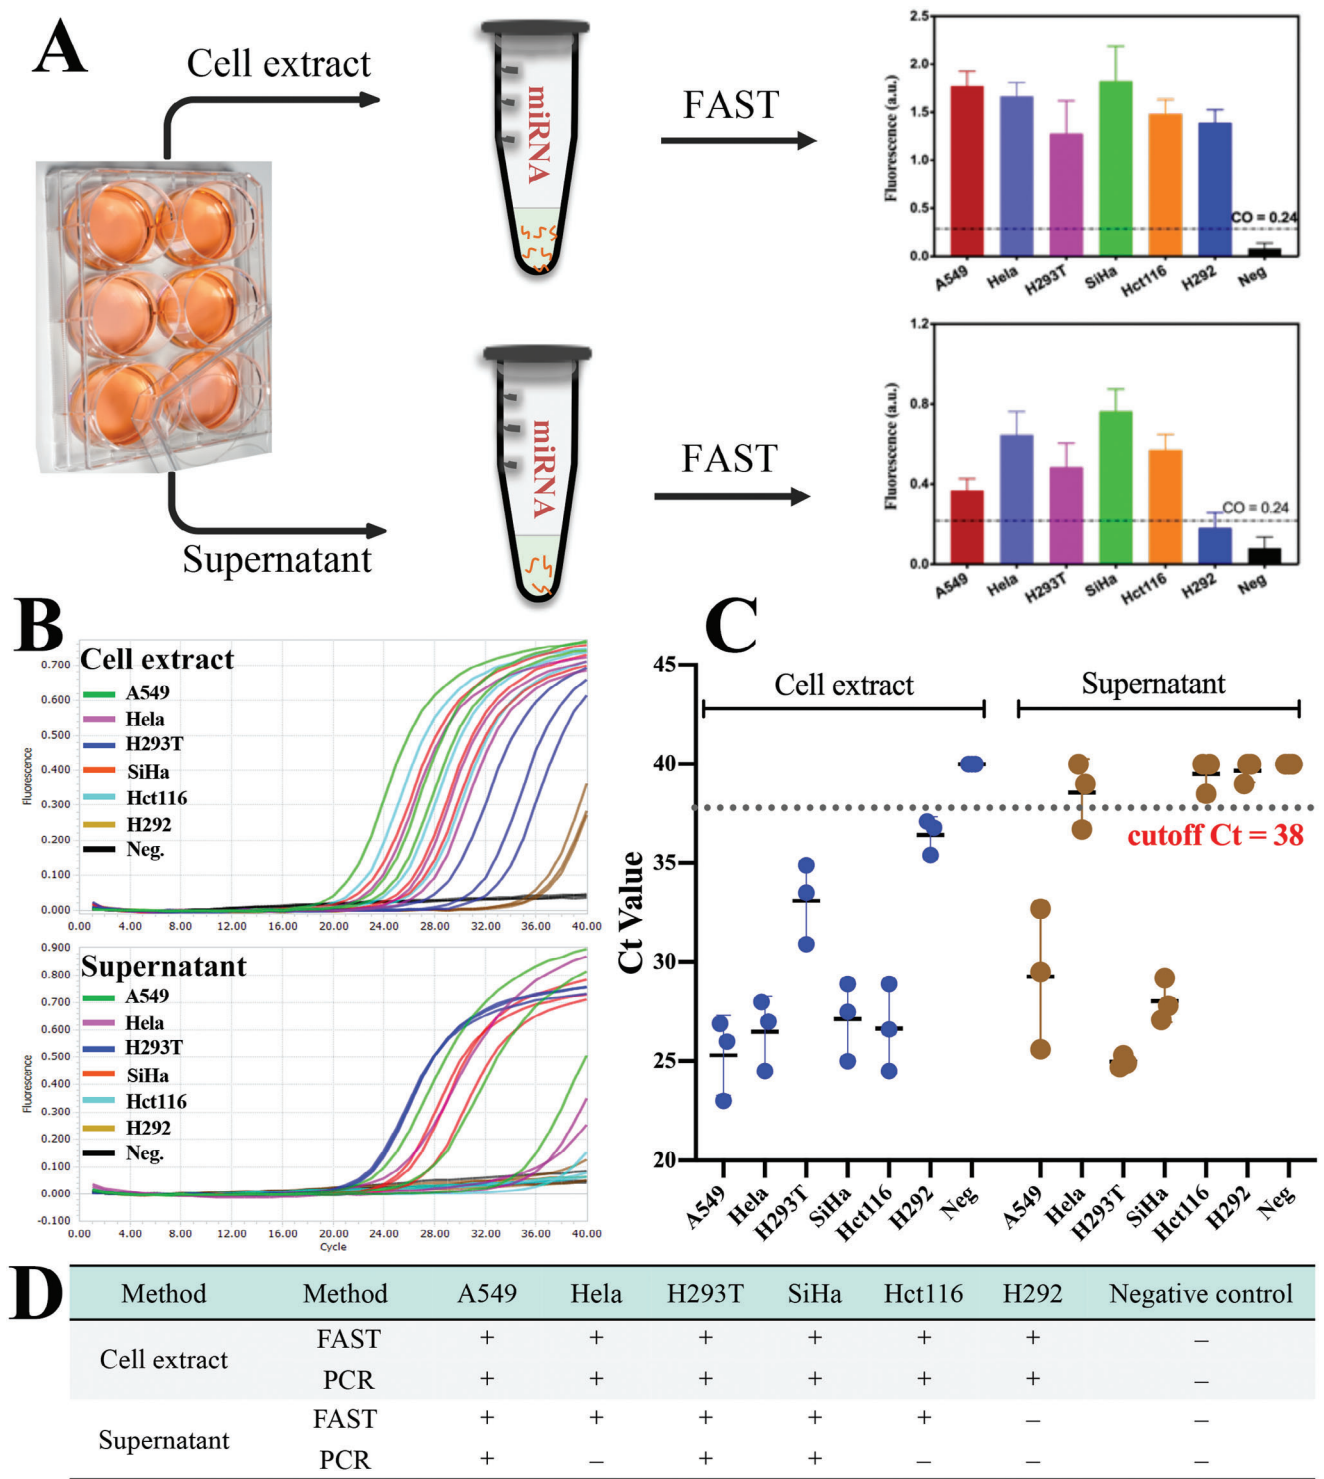 A
Cell extract
miRNA
FAST
Fluorescence (a.u.)
2.5
2.0
1.5
1.0
2.5
0.0
CO = 0.24
A549 Hela H293T SiHa Hct116 H292 Neg
Supernatant
miRNA
FAST
Fluorescence (a.u.)
1.2
0.8
0.4
0.0
CO = 0.24
A549 Hela H293T SiHa Hct116 H292 Neg
B
Cell extract
A549
Hela
H293T
SiHa
Hct116
H292
Neg.
Fluorescence
0.700
0.600
0.500
0.400
0.300
0.200
0.100
0.000
0.00 4.00 8.00 12.00 16.00 20.00 24.00 28.00 32.00 36.00 40.00
Supernatant
A549
Hela
H293T
SiHa
Hct116
H292
Neg.
Fluorescence
0.900
0.800
0.700
0.600
0.500
0.400
0.300
0.200
0.100
0.000
-0.100
0.00 4.00 8.00 12.00 16.00 20.00 24.00 28.00 32.00 36.00 40.00
Cycle
C
Cell extract Supernatant
Ct Value
45
40
35
30
25
20
cutoff Ct = 38
A549 Hela H293T SiHa Hct116 H292 Neg A549 Hela H293T SiHa Hct116 H292 Neg
D
Method Method A549 Hela H293T SiHa Hct116 H292 Negative control
Cell extract
FAST + + + + + + –
PCR + + + + + + –
Supernatant
FAST + + + + + – –
PCR + – + + – – –